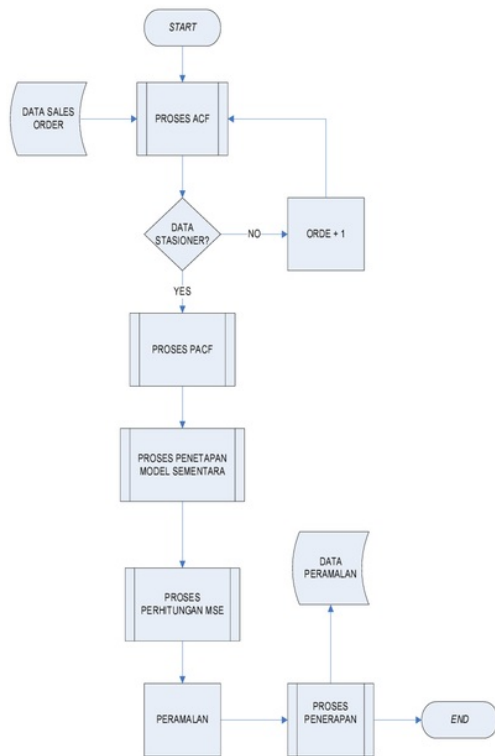 START
DATA SALES
ORDER
PROSES ACF
DATA
STASIONER?
NO
ORDE + 1
YES
PROSES PACF
PROSES PENETAPAN
MODEL SEMENTARA
DATA
PERAMALAN
PROSES
PERHITUNGAN MSE
PERAMALAN
PROSES
PENERAPAN
END